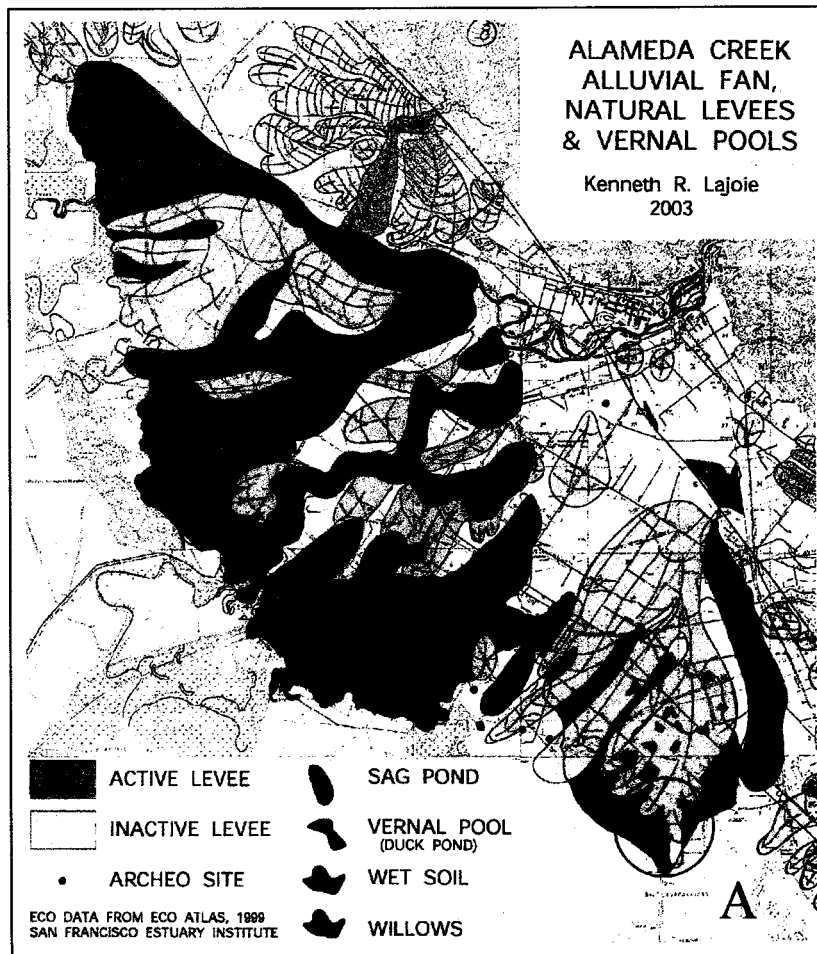 ALAMEDA CREEK
ALLUVIAL FAN,
NATURAL LEVEES
& VERNAL POOLS
Kenneth R. Lajoie
2003
8
ACTIVE LEVEE
INACTIVE LEVEE
ARCHEO SITE
ECO DATA FROM ECO ATLAS, 1999
SAN FRANCISCO ESTUARY INSTITUTE
SAG POND
VERNAL POOL
(DUCK POND)
WET SOIL
WILLOWS
A